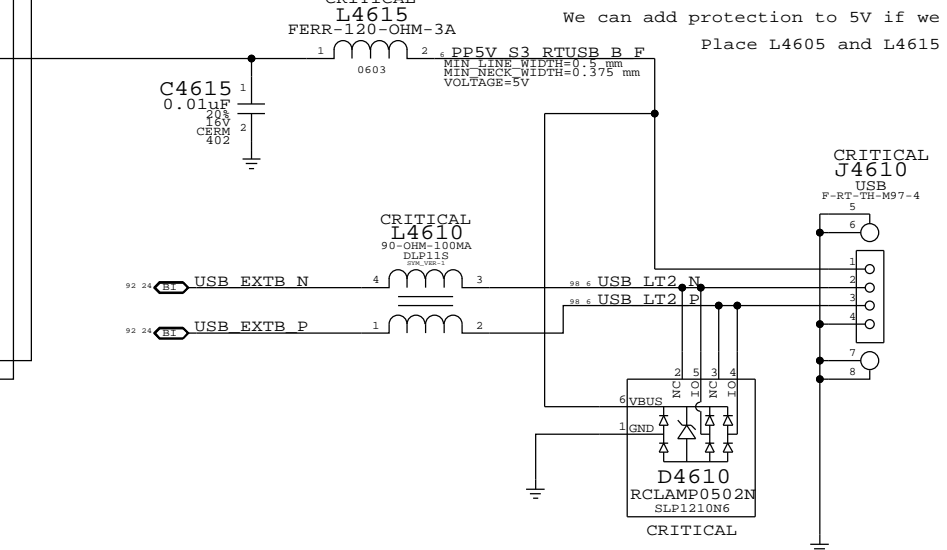 CRITICAL
L4615
FERR-120-OHM-3A
1
2
0603
6 PP5V_S3_RTUSB_B_F
MIN_LINE_WIDTH=0.5 mm
MIN_NECK_WIDTH=0.375 mm
VOLTAGE=5V
We can add protection to 5V if we
Place L4605 and L4615
C4615
0.01uF
20%
16V
CERM
402
1
2
CRITICAL
J4610
USB
F-RT-TH-M97-4
5
6
1
2
3
4
7
8
CRITICAL
L4610
90-OHM-100MA
DLP11S
SYM_VER-1
92 24 BI USB_EXTB_N
4
3
98 6 USB_LT2_N
98 6 USB_LT2_P
92 24 BI USB_EXTB_P
1
2
2 5 3 4
NC IO NC IO
6 VBUS
1 GND
D4610
RCLAMP0502N
SLP1210N6
CRITICAL